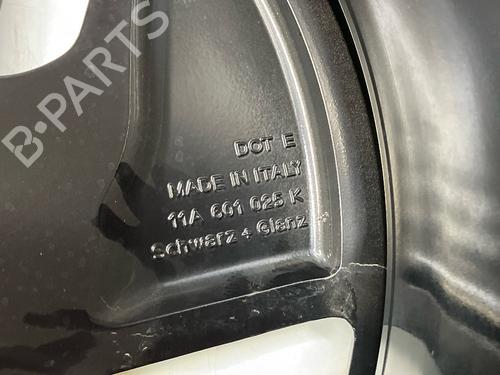 B-PARTS
DOT E
MADE IN ITALY
11A 601 025 K
Schwarz + Glanz